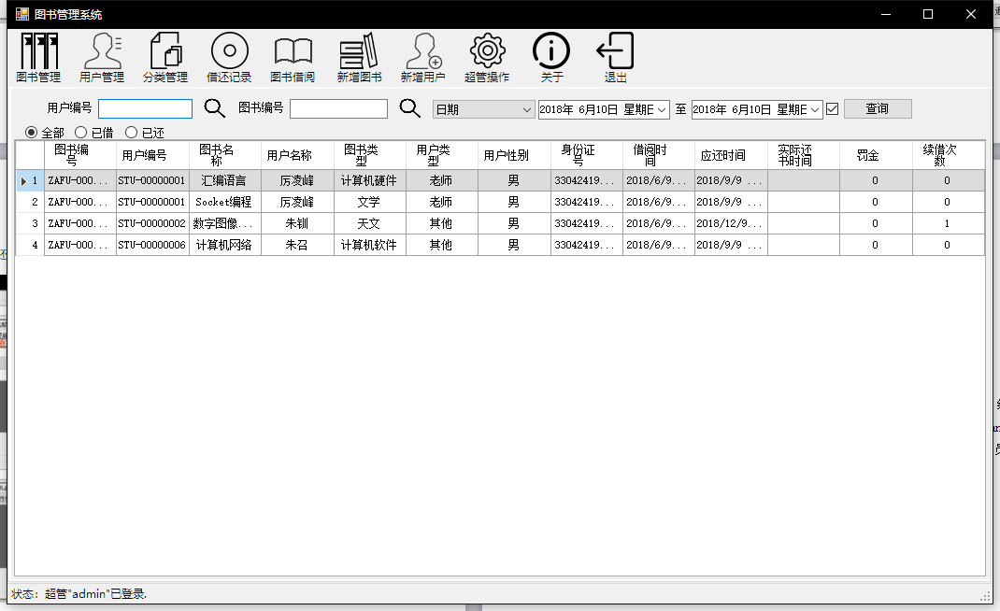 图书管理系统
图书管理 用户管理 分类管理 借还记录 图书借阅 新增图书 新增用户 超管操作 关于 退出
用户编号 图书编号 日期 2018年 6月10日 星期E 至 2018年 6月10日 星期E 查询
全部 已借 已还
图书编号 用户编号 图书名称 用户名称 图书类型 用户类型 用户性别 身份证号 借阅时间 应还时间 实际还书时间 罚金 续借次数
1 ZAFU-000... STU-00000001 汇编语言 厉凌峰 计算机硬件 老师 男 33042419... 2018/6/9... 2018/9/9 ... 0 0
2 ZAFU-000... STU-00000001 Socket编程 厉凌峰 文学 老师 男 33042419... 2018/6/9... 2018/9/9 ... 0 0
3 ZAFU-000... STU-00000002 数字图像... 朱钏 天文 其他 男 33042419... 2018/6/9... 2018/12/9... 0 1
4 ZAFU-000... STU-00000006 计算机网络 朱召 计算机软件 其他 男 33042419... 2018/6/9... 2018/9/9 ... 0 0
状态：超管"admin"已登录.